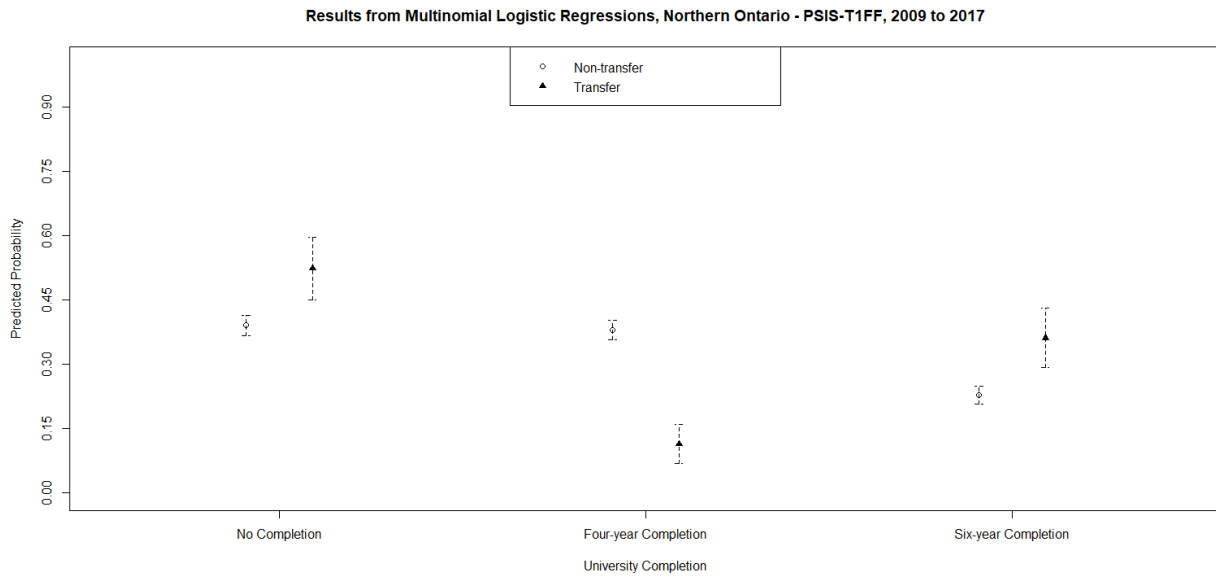 Results from Multinomial Logistic Regressions, Northern Ontario - PSIS-T1FF, 2009 to 2017
Non-transfer
Transfer
Predicted Probability
0.90
0.75
0.60
0.45
0.30
0.15
0.00
No Completion
Four-year Completion
Six-year Completion
University Completion